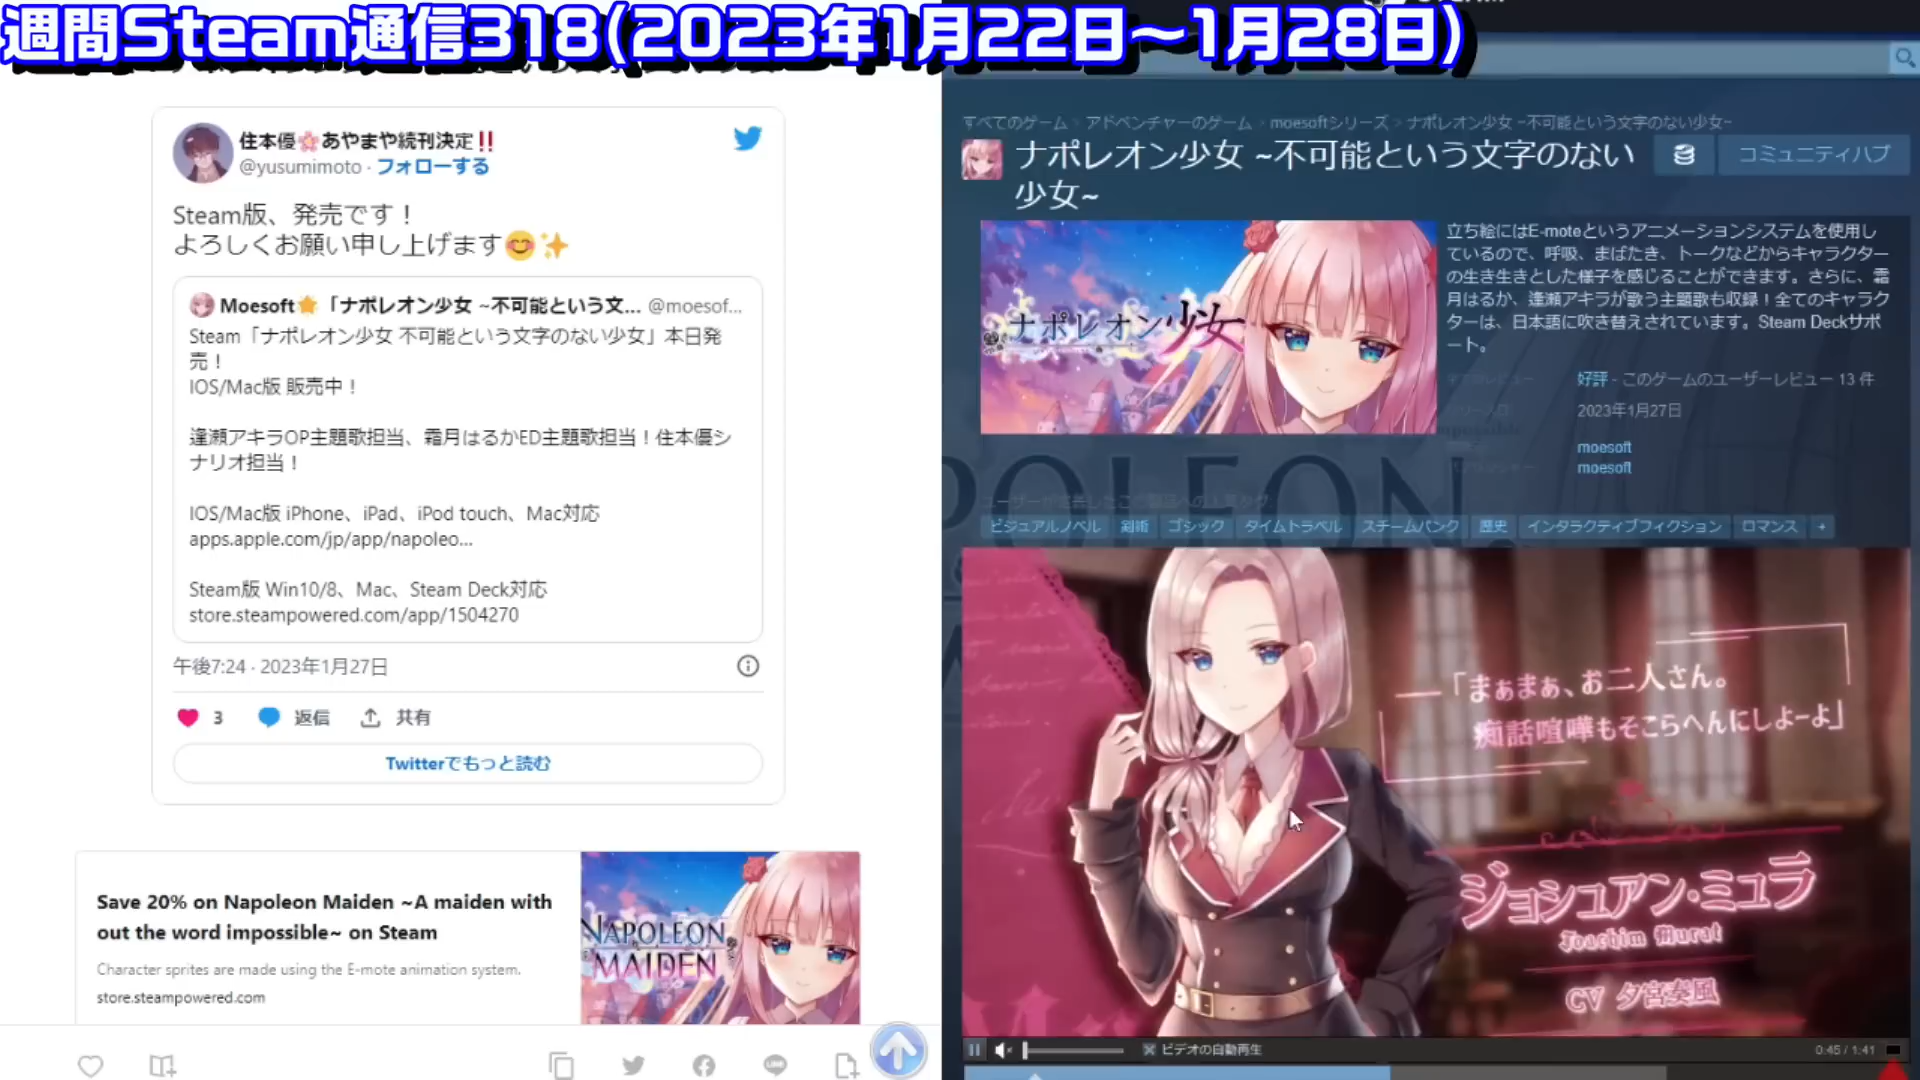 週間Steam通信318(2023年1月22日～1月28日)
住本優🌸あやまや続刊決定‼
@yusumimoto · フォローする
Steam版、発売です！
よろしくお願い申し上げます😊✨
Moesoft🌟「ナポレオン少女 ~不可能という文... @moesof...
Steam「ナポレオン少女 不可能という文字のない少女」本日発
売！
IOS/Mac版 販売中！
逢瀬アキラOP主題歌担当、霜月はるかED主題歌担当！住本優シ
ナリオ担当！
IOS/Mac版 iPhone、iPad、iPod touch、Mac対応
apps.apple.com/jp/app/napoleo...
Steam版 Win10/8、Mac、Steam Deck対応
store.steampowered.com/app/1504270
午後7:24 · 2023年1月27日
3 返信 共有
Twitterでもっと読む
Save 20% on Napoleon Maiden ~A maiden with
out the word impossible~ on Steam
Character sprites are made using the E-mote animation system.
store.steampowered.com
NAPOLEON
MAIDEN
すべてのゲーム > アドベンチャーのゲーム > moesoftシリーズ > ナポレオン少女 ~不可能という文字のない少女~
ナポレオン少女 ~不可能という文字のない
少女~
コミュニティハブ
ナポレオン少女
立ち絵にはE-moteというアニメーションシステムを使用し
ているので、呼吸、まばたき、トークなどからキャラクター
の生き生きとした様子を感じることができます。さらに、霜
月はるか、逢瀬アキラが歌う主題歌も収録！全てのキャラク
ターは、日本語に吹き替えされています。Steam Deckサポ
ート。
好評 - このゲームのユーザーレビュー 13 件
2023年1月27日
moesoft
moesoft
ビジュアルノベル 剣術 ゴシック タイムトラベル スチームパンク 歴史 インタラクティブフィクション ロマンス +
「まぁまぁ、お二人さん。
痴話喧嘩もそこらへんにしよーよ」
ジョシュアン・ミュラ
Joachim Murat
CV 夕宮奏風
ビデオの自動再生
0:45 / 1:41